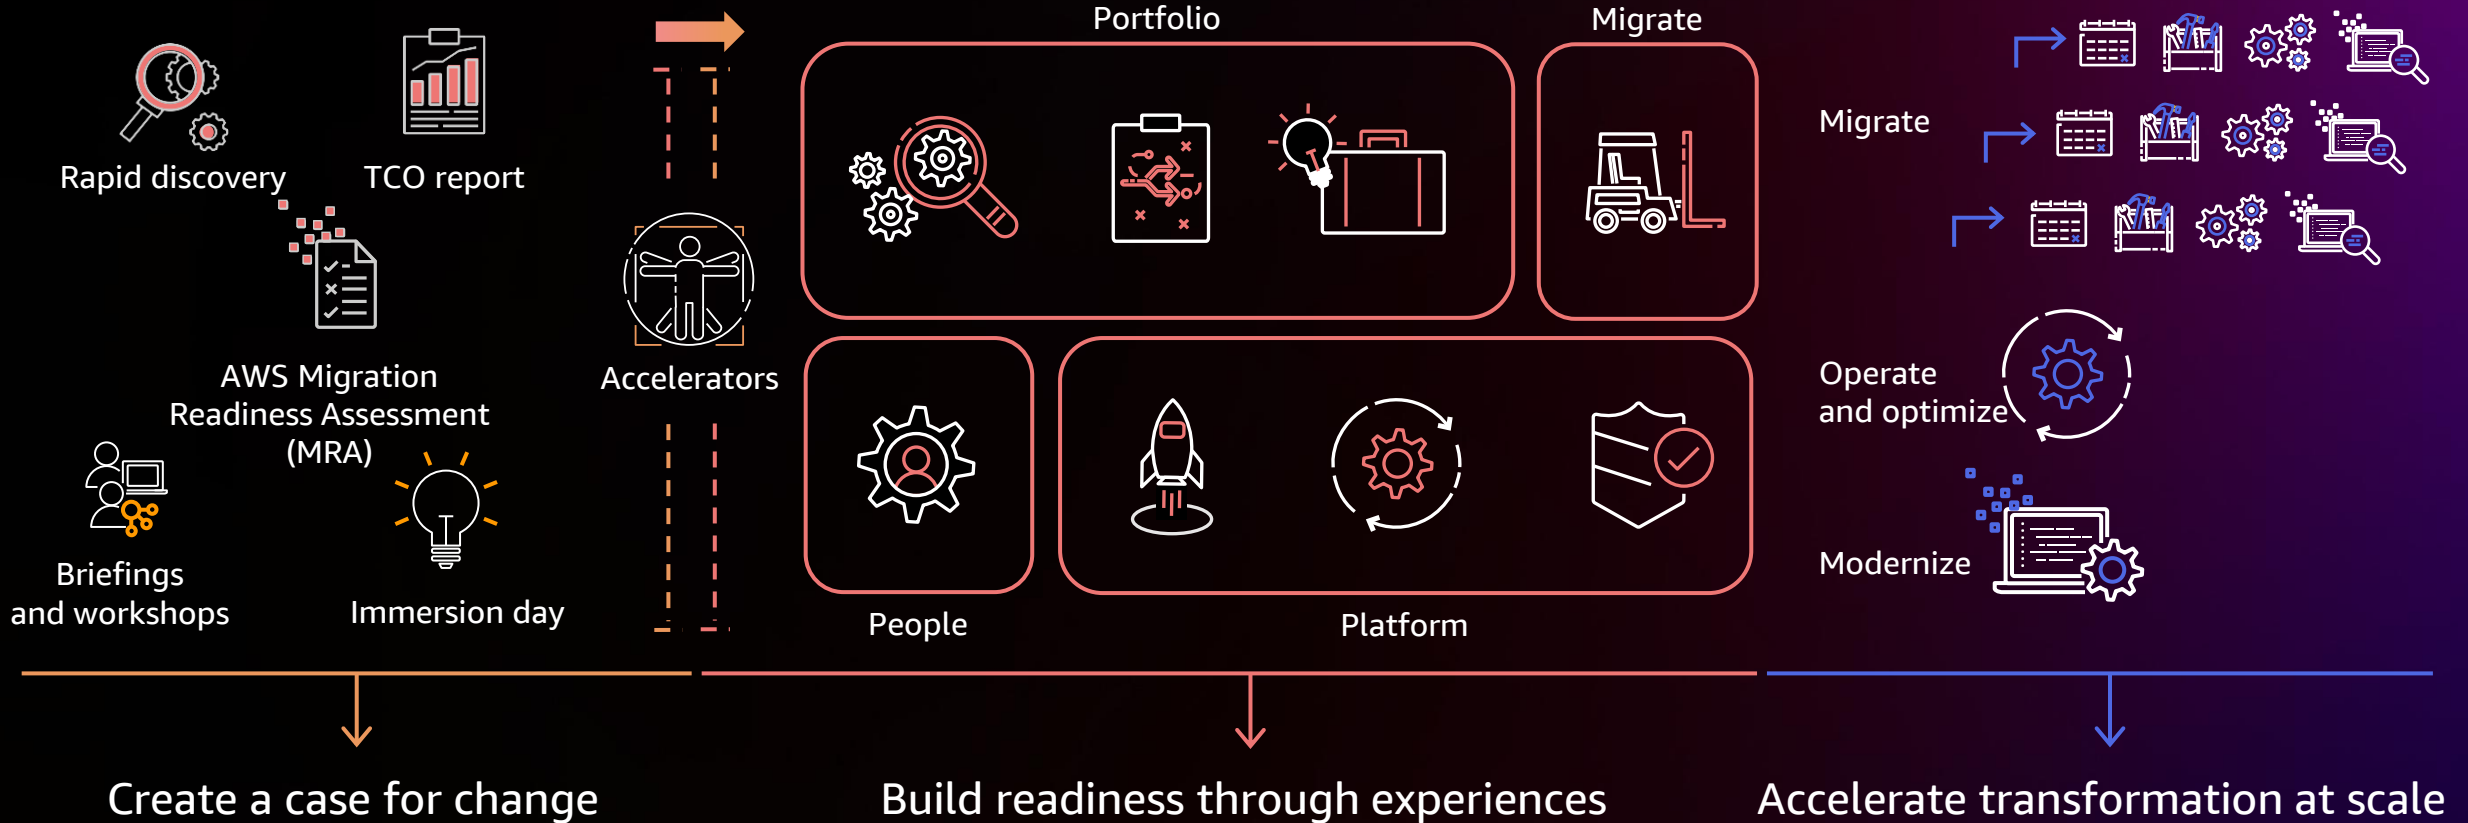 Rapid discovery
TCO report
AWS Migration
Readiness Assessment
(MRA)
Briefings
and workshops
Immersion day
Accelerators
Portfolio
Migrate
People
Platform
Migrate
Operate
and optimize
Modernize
Create a case for change
Build readiness through experiences
Accelerate transformation at scale